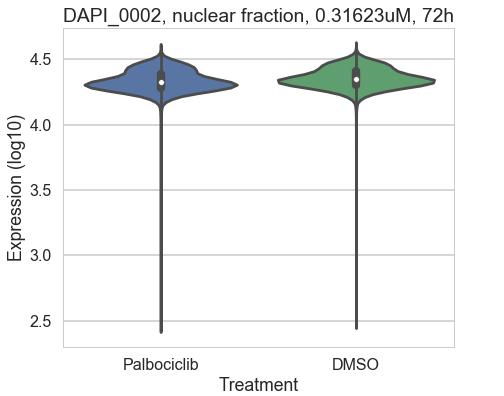 DAPI_0002, nuclear fraction, 0.31623uM, 72h
Expression (log10)
4.5
4.0
3.5
3.0
2.5
Palbociclib
DMSO
Treatment